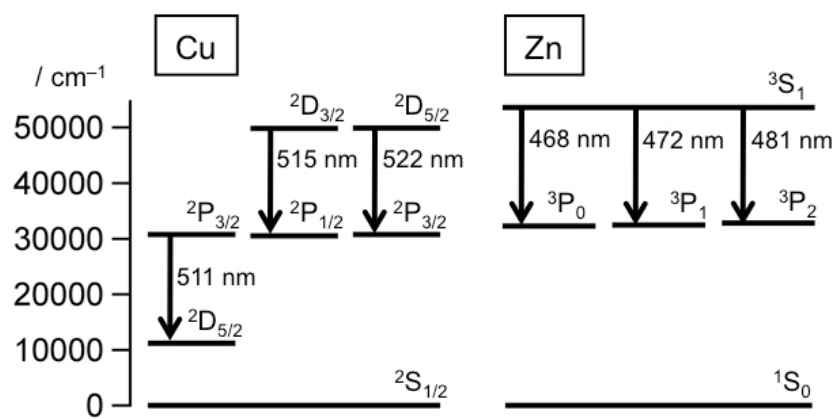 Cu
Zn
/ cm⁻¹
²D₃/₂ ²D₅/₂ ³S₁
50000
515 nm 522 nm 468 nm 472 nm 481 nm
40000
²P₃/₂ ²P₁/₂ ²P₃/₂ ³P₀ ³P₁ ³P₂
30000
511 nm
20000
²D₅/₂
10000
²S₁/₂ ¹S₀
0